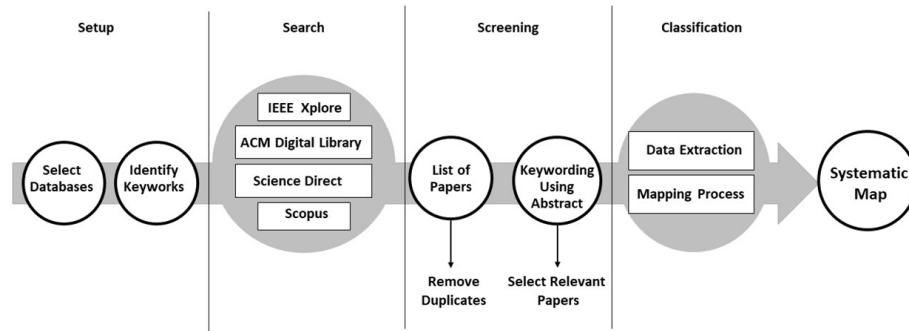 Setup
Search
Screening
Classification
Select
Databases
Identify
Keyworks
IEEE Xplore
ACM Digital Library
Science Direct
Scopus
List of
Papers
Keywording
Using
Abstract
Remove
Duplicates
Select Relevant
Papers
Data Extraction
Mapping Process
Systematic
Map